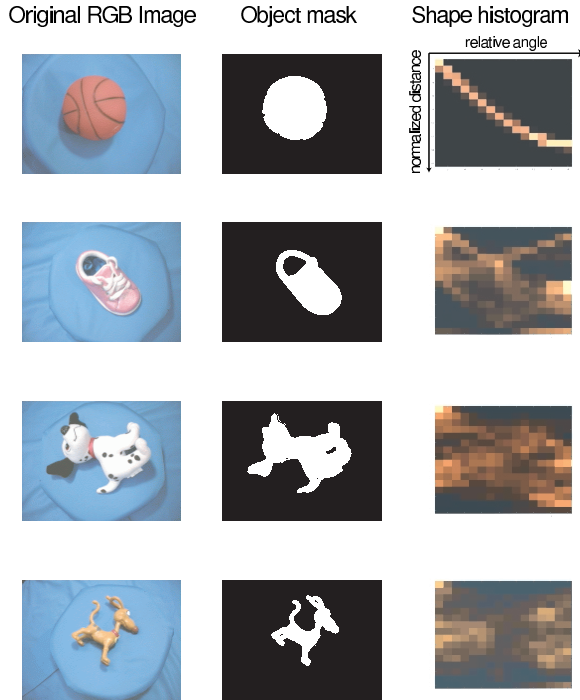 Original RGB Image
Object mask
Shape histogram
relative angle
normalized distance